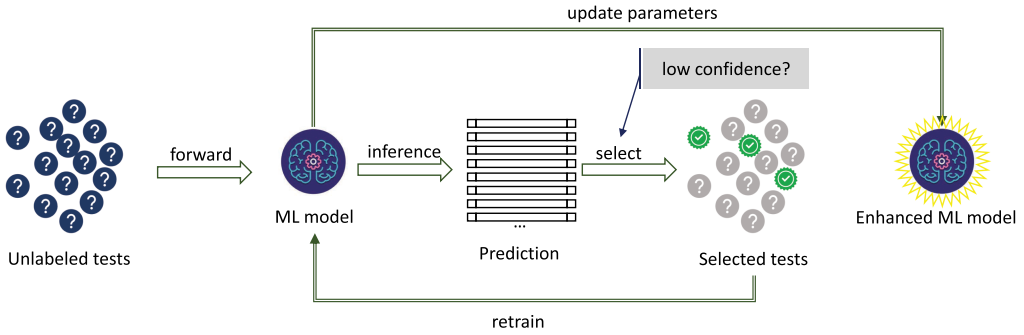 update parameters
low confidence?
forward
inference
select
ML model
Enhanced ML model
...
Prediction
Unlabeled tests
Selected tests
retrain